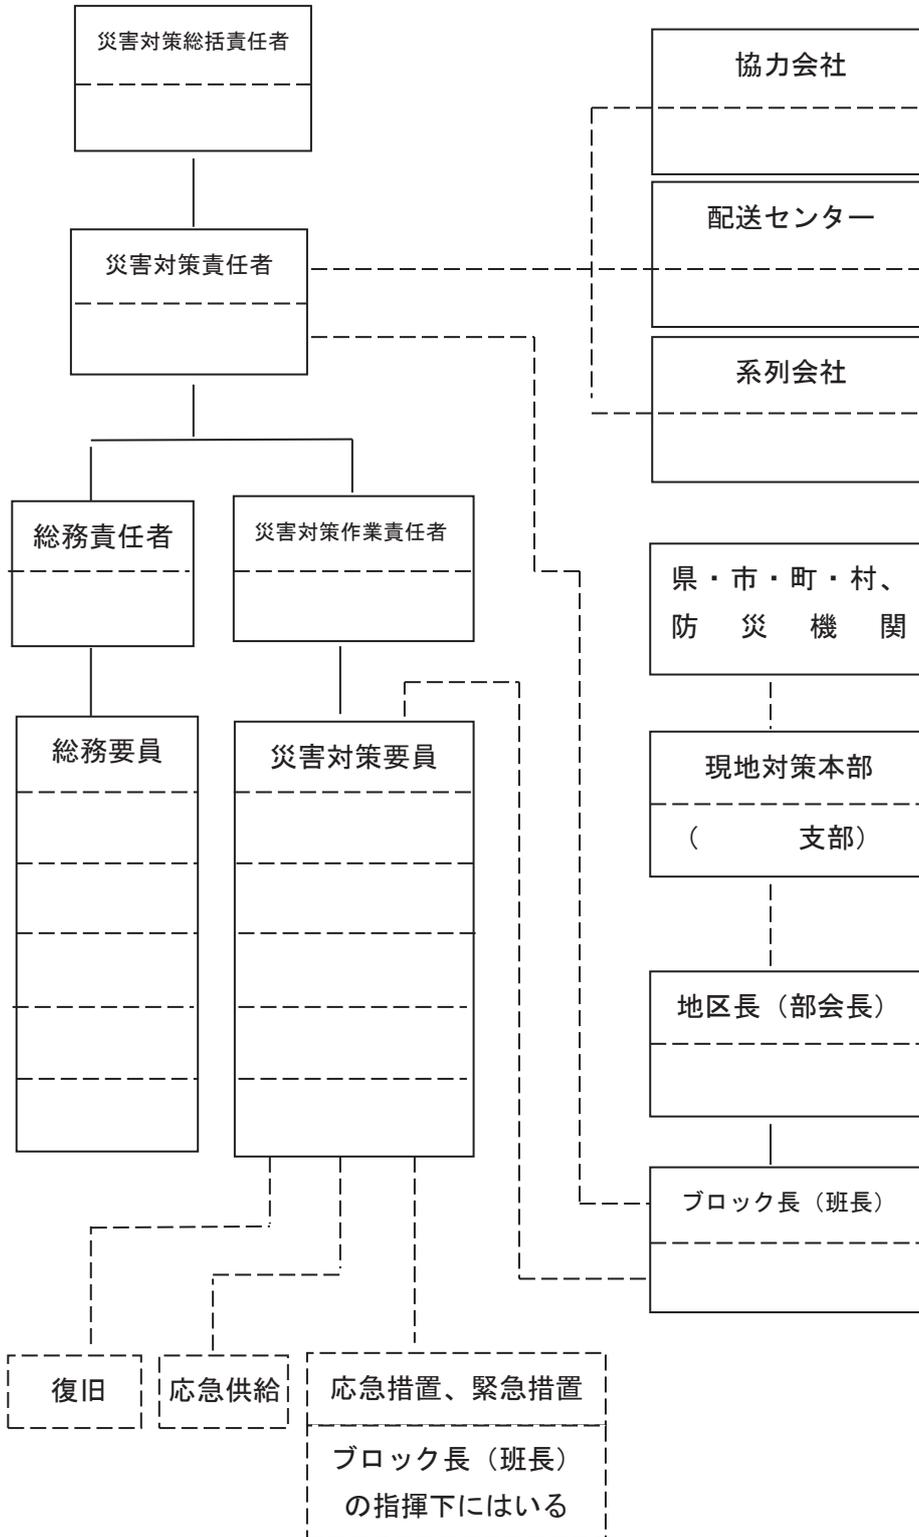 災害対策総括責任者
協力会社
配送センター
災害対策責任者
系列会社
総務責任者
災害対策作業責任者
県・市・町・村、
防災機関
総務要員
災害対策要員
現地対策本部
（　　　支部）
地区長（部会長）
ブロック長（班長）
復旧
応急供給
応急措置、緊急措置
ブロック長（班長）
の指揮下にはいる